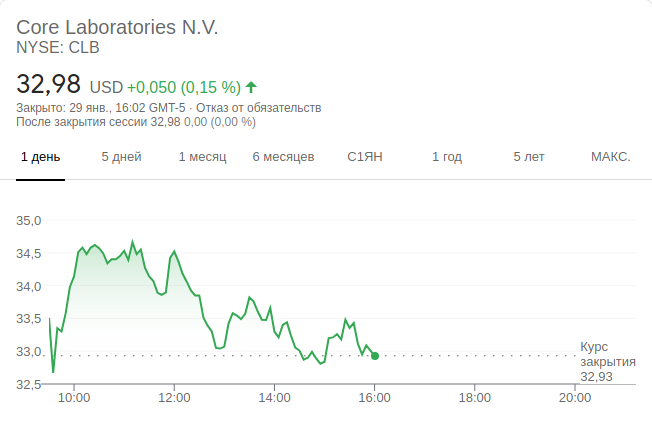 Core Laboratories N.V.
NYSE: CLB
32,98 USD +0,050 (0,15 %)
Закрыто: 29 янв., 16:02 GMT-5 · Отказ от обязательств
После закрытия сессии 32,98 0,00 (0,00 %)
1 день 5 дней 1 месяц 6 месяцев С1ЯН 1 год 5 лет МАКС.
35,0
34,5
34,0
33,5
33,0
32,5
Курс
закрытия
32,93
10:00 12:00 14:00 16:00 18:00 20:00